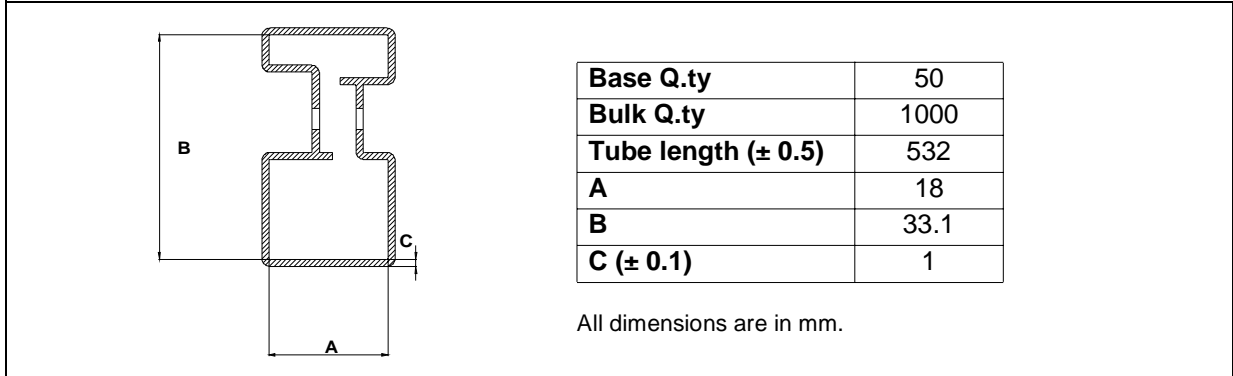 B
C
A
Base Q.ty 50
Bulk Q.ty 1000
Tube length (± 0.5) 532
A 18
B 33.1
C (± 0.1) 1
All dimensions are in mm.